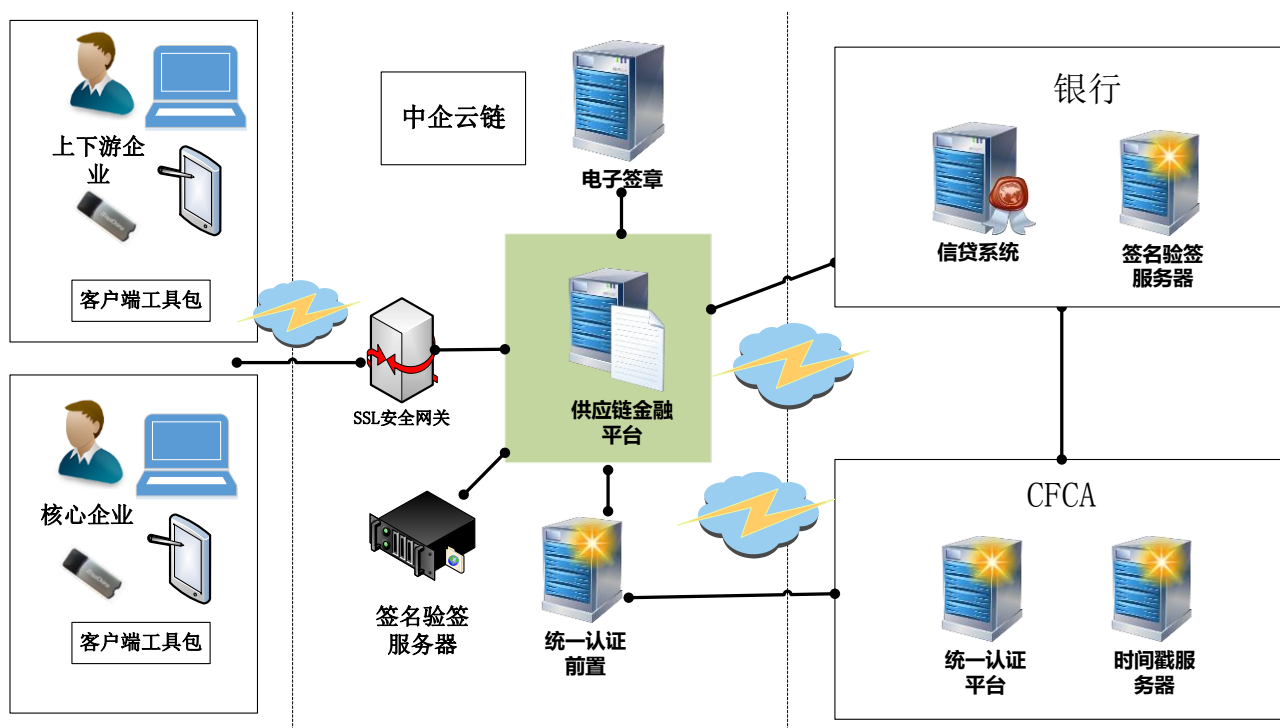 上下游企
业
客户端工具包
核心企业
客户端工具包
中企云链
电子签章
SSL安全网关
供应链金融
平台
签名验签
服务器
统一认证
前置
银行
信贷系统
签名验签
服务器
CFCA
统一认证
平台
时间戳服
务器